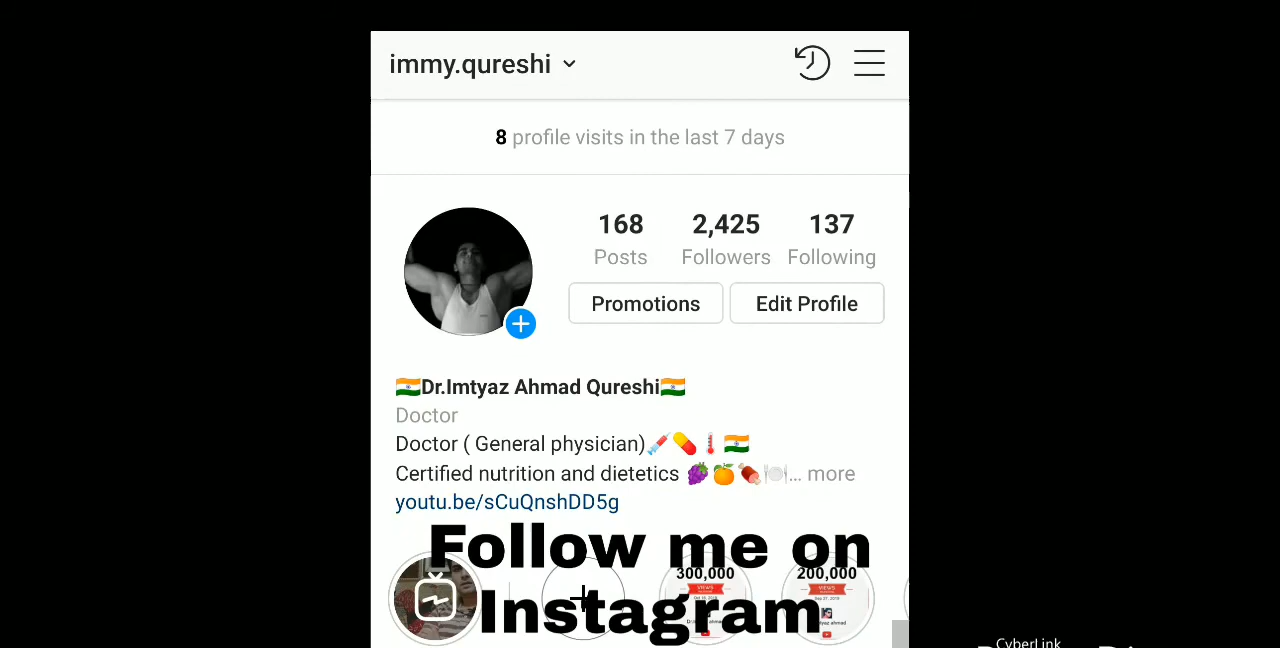 immy.qureshi
8 profile visits in the last 7 days
168 2,425 137
Posts Followers Following
Promotions Edit Profile
🇮🇳Dr.Imtyaz Ahmad Qureshi🇮🇳
Doctor
Doctor ( General physician)💉💊🌡️🇮🇳
Certified nutrition and dietetics 🍇🍊🍖🍽️... more
youtu.be/sCuQnshDD5g
Follow me on
300,000 200,000
VIEWS VIEWS
Instagram
CyberLink